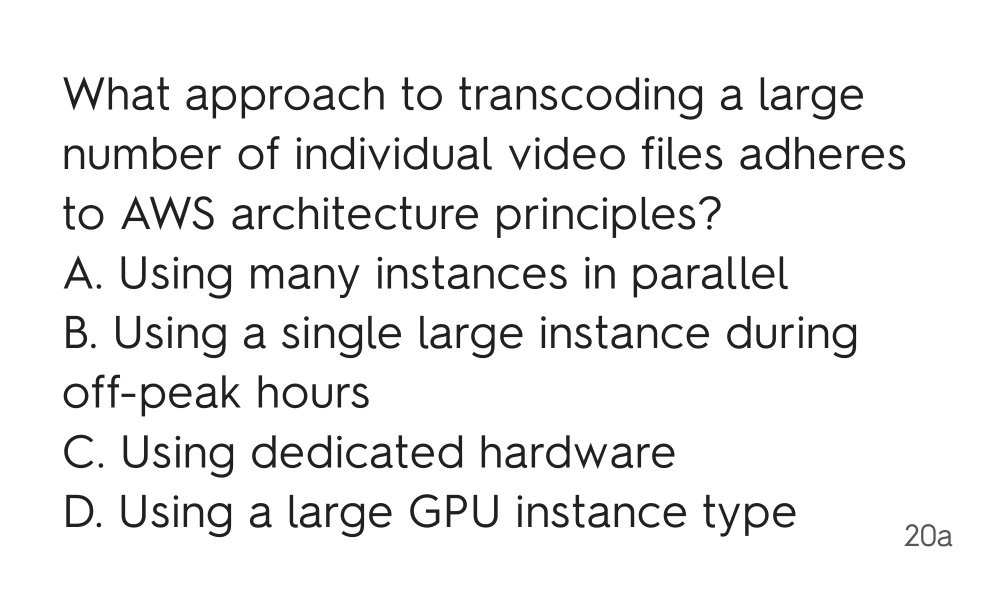 What approach to transcoding a large
number of individual video files adheres
to AWS architecture principles?
A. Using many instances in parallel
B. Using a single large instance during
off-peak hours
C. Using dedicated hardware
D. Using a large GPU instance type
20a